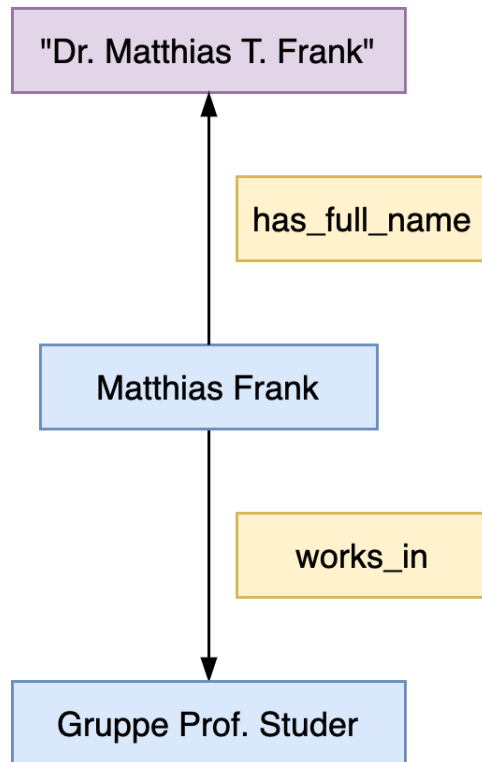 "Dr. Matthias T. Frank"
has_full_name
Matthias Frank
works_in
Gruppe Prof. Studer